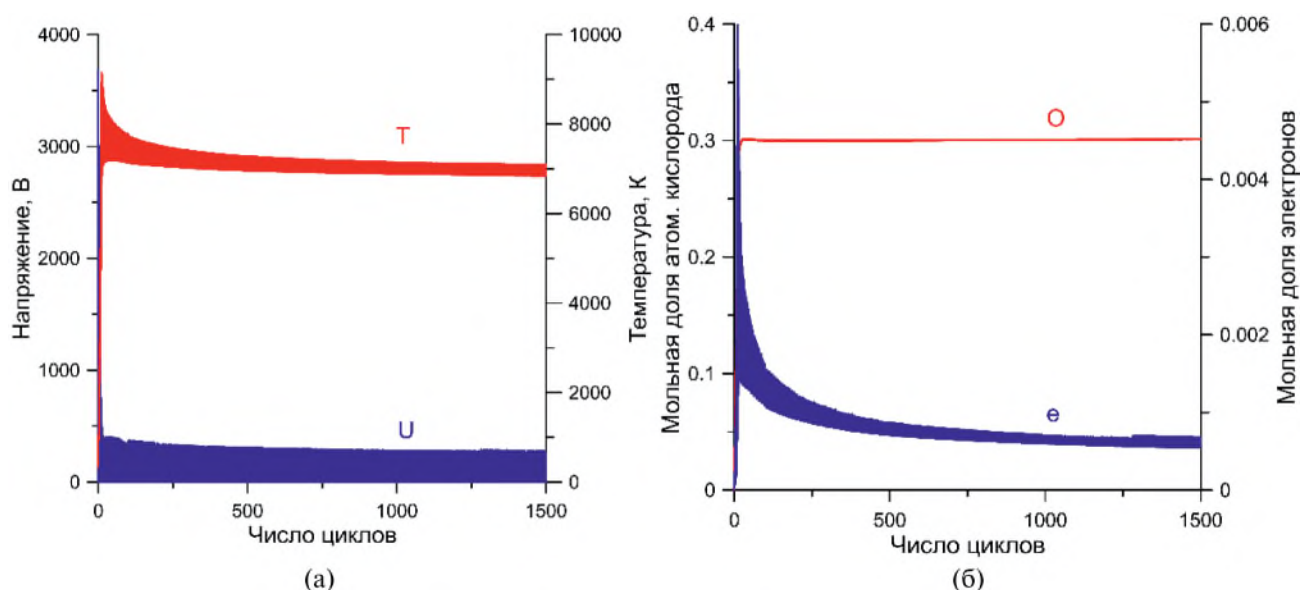 4000
3000
2000
1000
0
Напряжение, В
T
U
10000
8000
6000
4000
2000
0
Температура, К
0
500
1000
1500
Число циклов
(а)
0.4
0.3
0.2
0.1
0
Мольная доля атом. кислорода
O
e
0.006
0.004
0.002
0
Мольная доля электронов
0
500
1000
1500
Число циклов
(б)